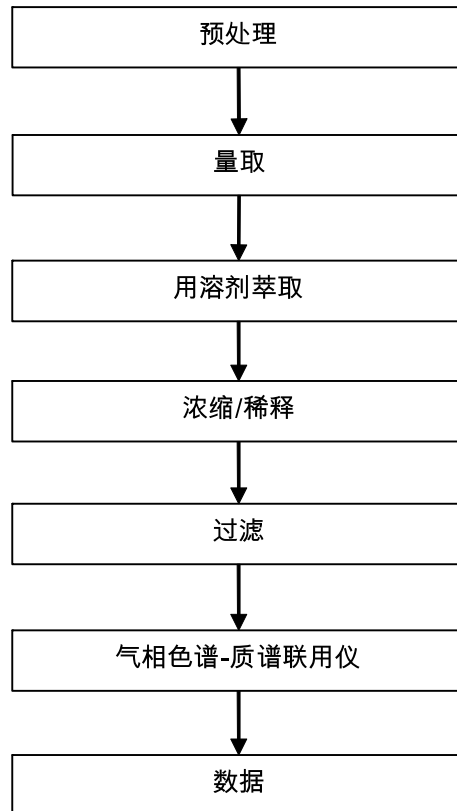 预处理
量取
用溶剂萃取
浓缩/稀释
过滤
气相色谱-质谱联用仪
数据